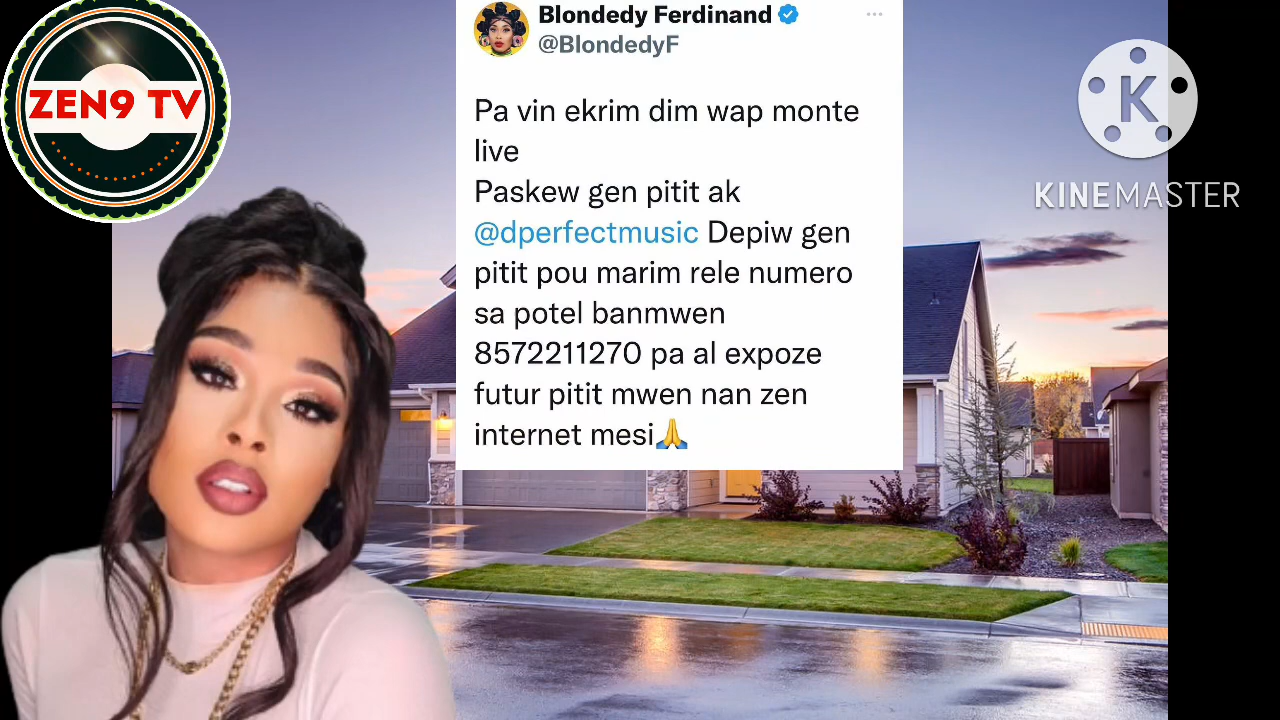 ZEN9 TV
Blondedy Ferdinand
@BlondedyF
Pa vin ekrim dim wap monte
live
Paskew gen pitit ak
@dperfectmusic Depiw gen
pitit pou marim rele numero
sa potel banmwen
8572211270 pa al expoze
futur pitit mwen nan zen
internet mesi🙏
K
KINEMASTER